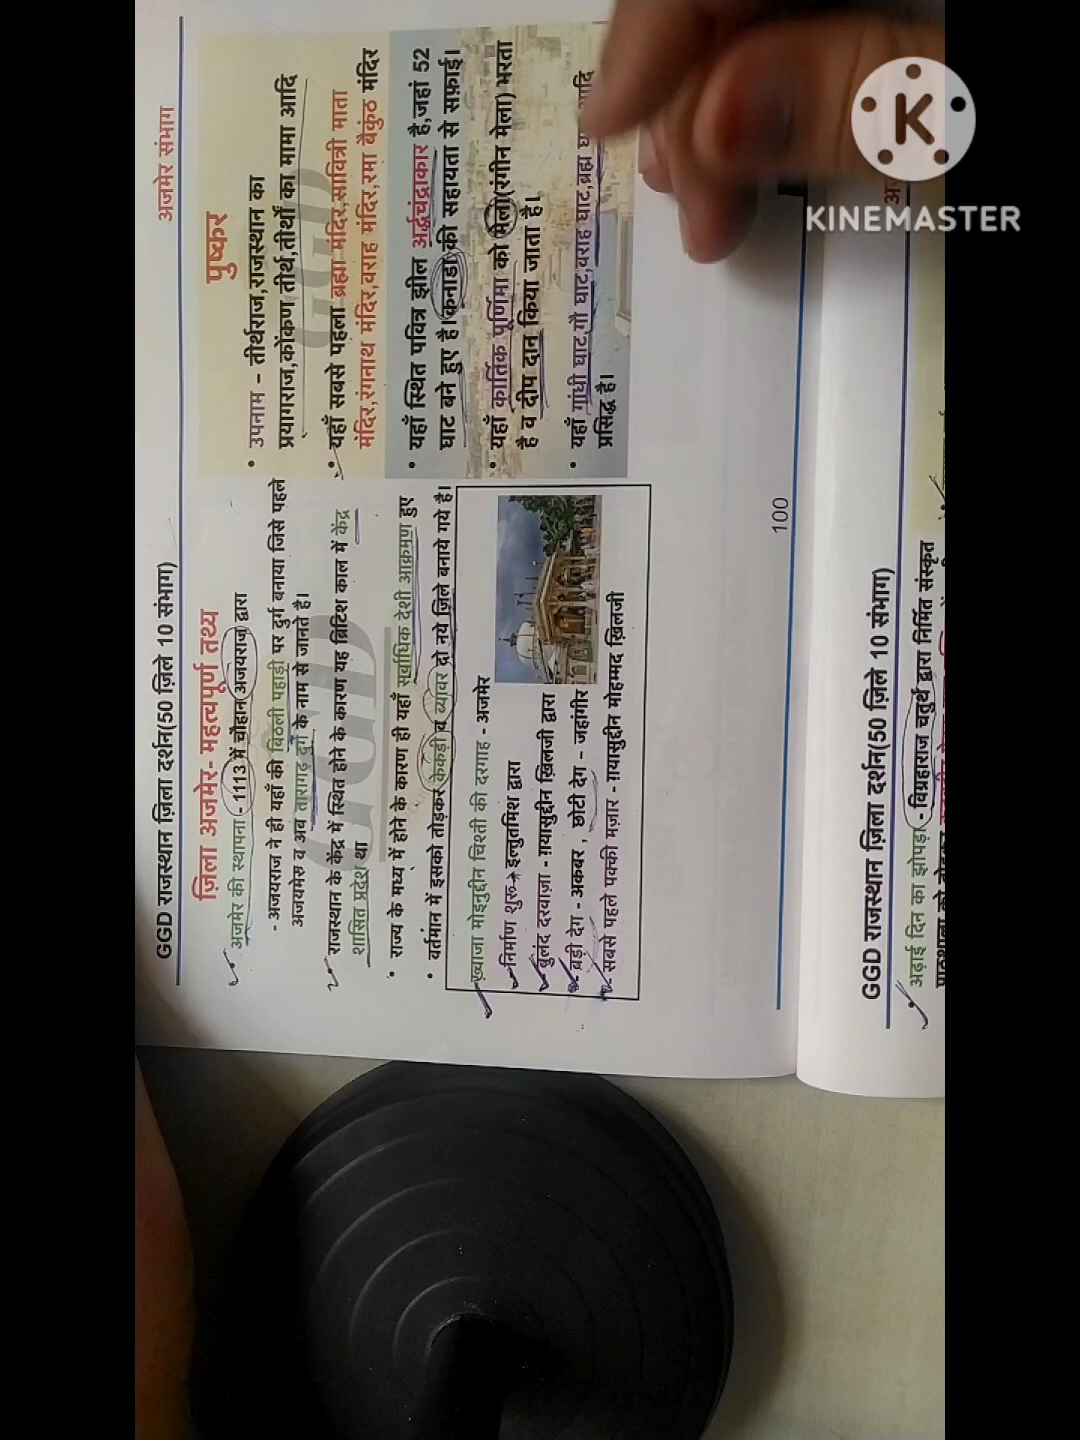 GGD राजस्थान ज़िला दर्शन(50 ज़िले 10 संभाग)
अजमेर संभाग
ज़िला अजमेर- महत्वपूर्ण तथ्य
अजमेर की स्थापना - 1113 में चौहान अजयराज द्वारा
- अजयराज ने ही यहाँ की बिठली पहाड़ी पर दुर्ग बनाया जिसे पहले
अजयमेरु व अब तारागढ़ दुर्ग के नाम से जानते है।
राजस्थान के केंद्र में स्थित होने के कारण यह ब्रिटिश काल में केंद्र
शासित प्रदेश था
• राज्य के मध्य में होने के कारण ही यहाँ सर्वाधिक देशी आक्रमण हुए
• वर्तमान में इसको तोड़कर केकड़ी व ब्यावर दो नये ज़िले बनाये गये है।
ख़्वाजा मोइनुद्दीन चिश्ती की दरगाह - अजमेर
निर्माण शुरू - इल्तुतमिश द्वारा
बुलंद दरवाज़ा - ग़यासुद्दीन ख़िलजी द्वारा
बड़ी देग - अकबर , छोटी देग – जहांगीर
सबसे पहले पक्की मज़ार - ग़यासुद्दीन मोहम्मद ख़िलजी
पुष्कर
• उपनाम – तीर्थराज,राजस्थान का
प्रयागराज,कोंकण तीर्थ,तीर्थों का मामा आदि
• यहाँ सबसे पहला ब्रह्मा मंदिर,सावित्री माता
मंदिर,रंगनाथ मंदिर,वराह मंदिर,रमा बैकुंठ मंदिर
• यहाँ स्थित पवित्र झील अर्द्धचंद्राकार है,जहां 52
घाट बने हुए है।कनाडा की सहायता से सफ़ाई।
• यहाँ कार्तिक पूर्णिमा को मेला(रंगीन मेला) भरता
है व दीप दान किया जाता है।
• यहाँ गांधी घाट,गौ घाट,वराह घाट,ब्रह्म
प्रसिद्ध है।
100
GGD राजस्थान ज़िला दर्शन(50 ज़िले 10 संभाग)
अढ़ाई दिन का झोपड़ा - विग्रहराज चतुर्थ द्वारा निर्मित संस्कृत
KINEMASTER